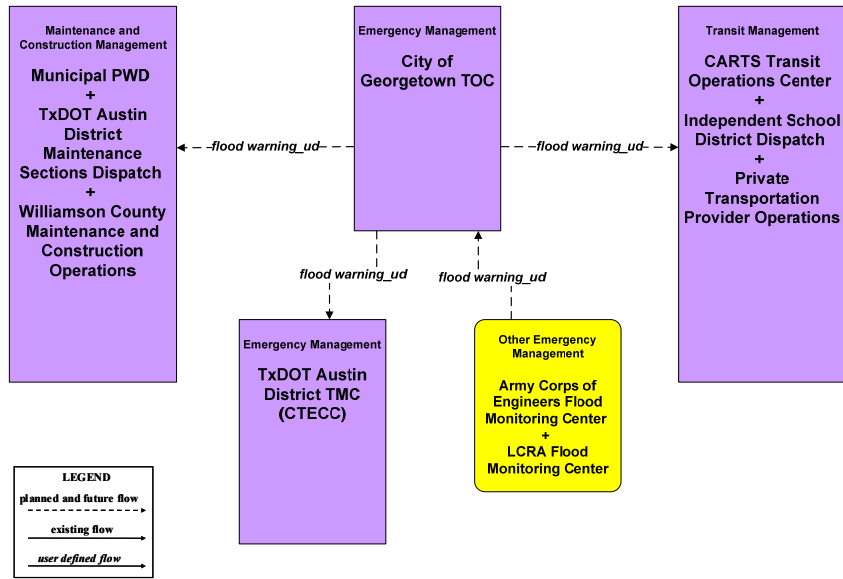 Maintenance and
Construction Management
Municipal PWD
+
TxDOT Austin
District
Maintenance
Sections Dispatch
+
Williamson County
Maintenance and
Construction
Operations
Emergency Management
City of
Georgetown TOC
Transit Management
CARTS Transit
Operations Center
+
Independent School
District Dispatch
+
Private
Transportation
Provider Operations
flood warning_ud
flood warning_ud
flood warning_ud
flood warning_ud
Emergency Management
TxDOT Austin
District TMC
(CTECC)
Other Emergency
Management
Army Corps of
Engineers Flood
Monitoring Center
+
LCRA Flood
Monitoring Center
LEGEND
planned and future flow
existing flow
user defined flow